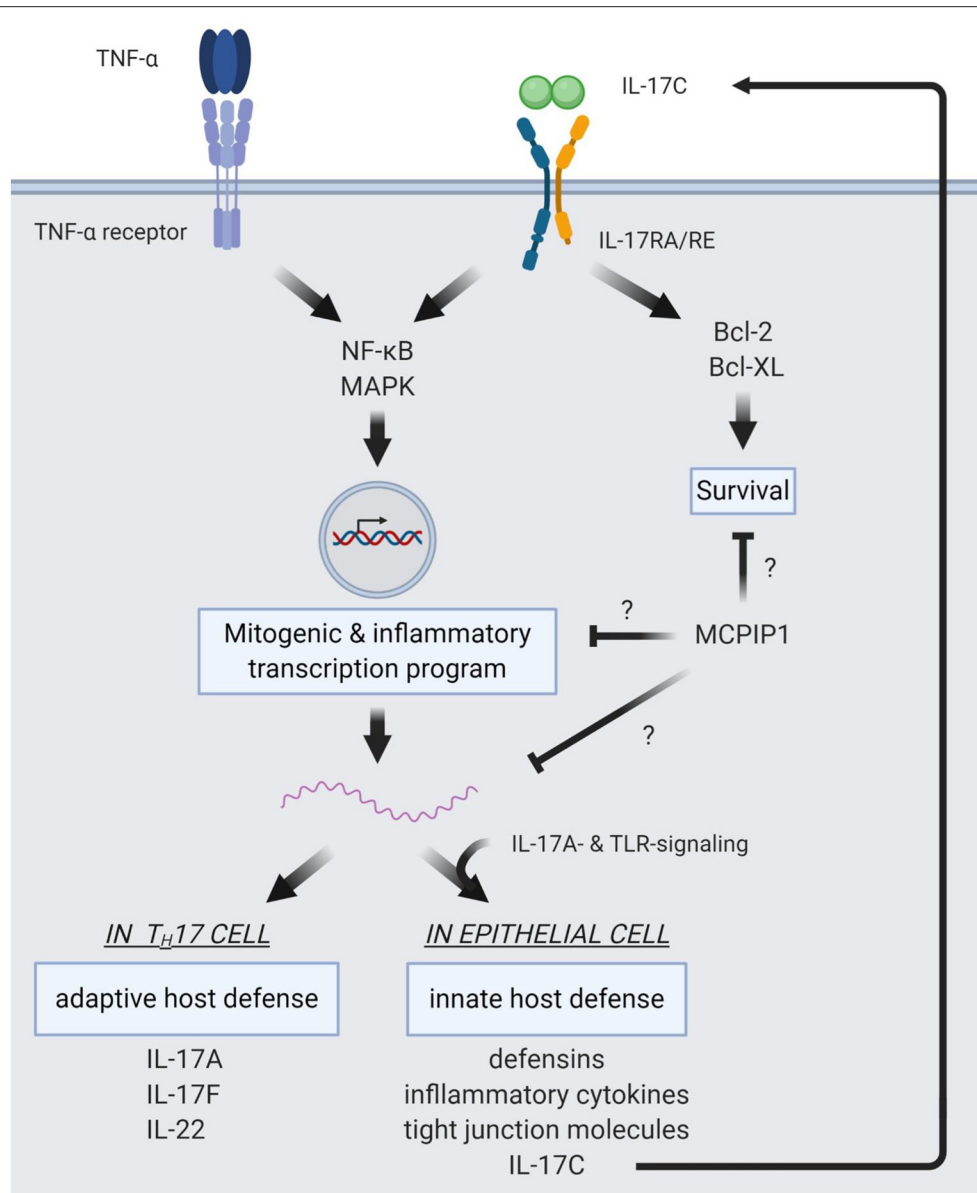 TNF-α
IL-17C
TNF-α receptor
IL-17RA/RE
NF-κB
MAPK
Bcl-2
Bcl-XL
Survival
?
?
MCPIP1
Mitogenic & inflammatory
transcription program
?
IL-17A- & TLR-signaling
IN TH17 CELL
adaptive host defense
IL-17A
IL-17F
IL-22
IN EPITHELIAL CELL
innate host defense
defensins
infllammatory cytokines
tight junction molecules
IL-17C